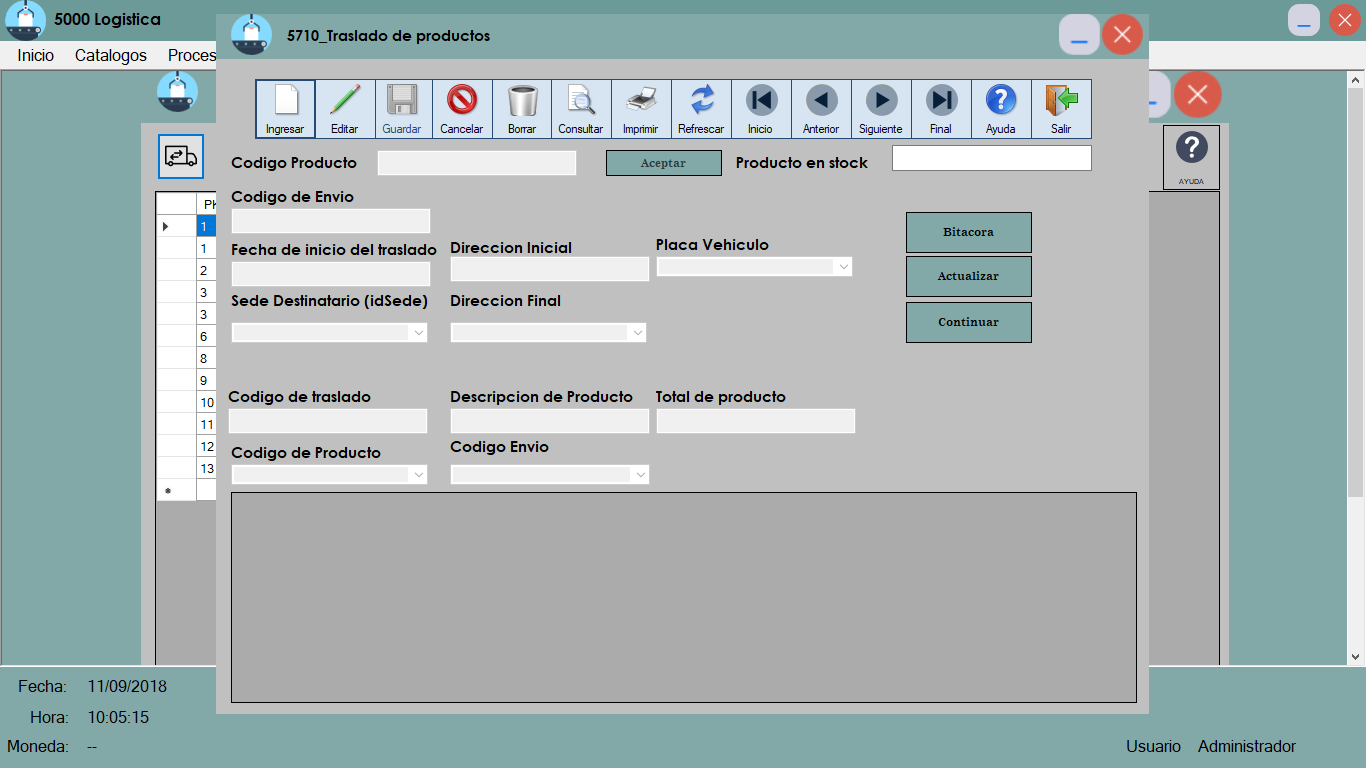 5000 Logistica
5710_Traslado de productos
Inicio Catalogos Proces
Ingresar Editar Guardar Cancelar Borrar Consultar Imprimir Refrescar Inicio Anterior Siguiente Final Ayuda Salir
Codigo Producto Aceptar Producto en stock
AYUDA
Codigo de Envio
PK
1
1
2
3
3
6
8
9
10
11
12
13
*
Bitacora
Fecha de inicio del traslado Direccion Inicial Placa Vehiculo
Actualizar
Sede Destinatario (idSede) Direccion Final
Continuar
Codigo de traslado Descripcion de Producto Total de producto
Codigo de Producto Codigo Envio
Fecha: 11/09/2018
Hora: 10:05:15
Moneda: --
Usuario Administrador